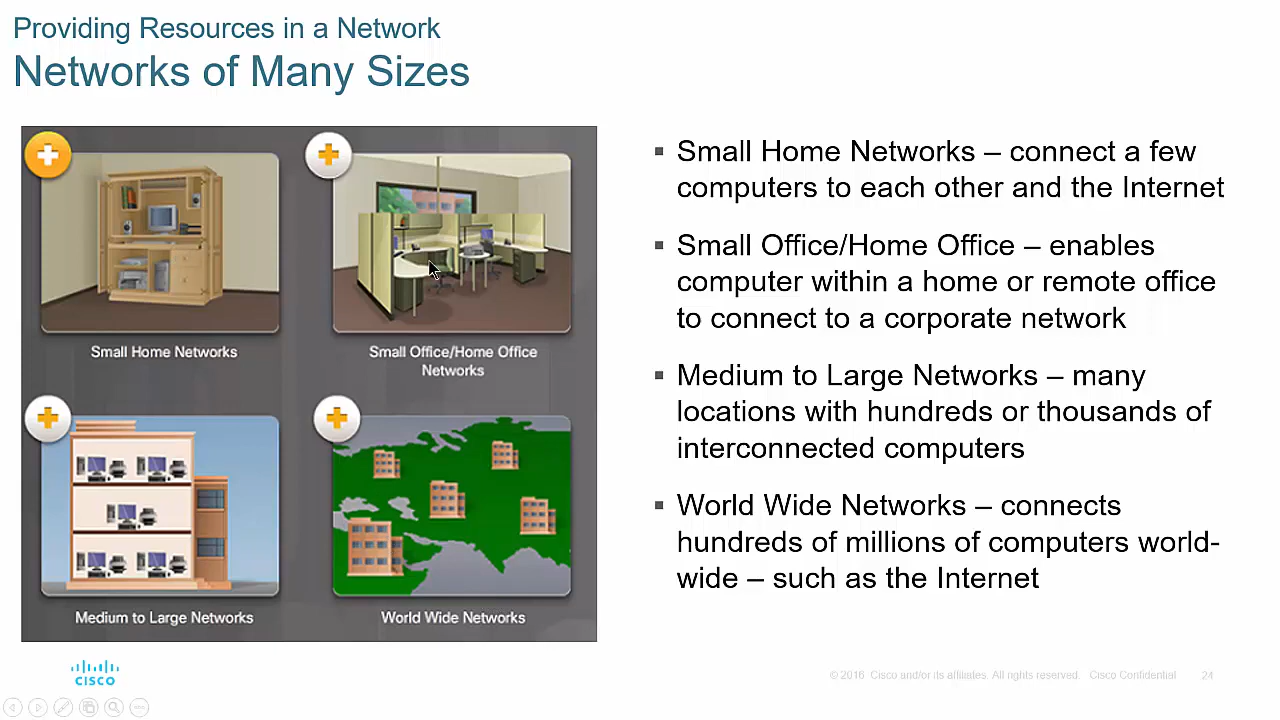 Providing Resources in a Network
Networks of Many Sizes
Small Home Networks
Small Office/Home Office
Networks
Medium to Large Networks
World Wide Networks
▪ Small Home Networks – connect a few
computers to each other and the Internet
▪ Small Office/Home Office – enables
computer within a home or remote office
to connect to a corporate network
▪ Medium to Large Networks – many
locations with hundreds or thousands of
interconnected computers
▪ World Wide Networks – connects
hundreds of millions of computers world-
wide – such as the Internet
CISCO
© 2016 Cisco and/or its affiliates. All rights reserved. Cisco Confidential
24